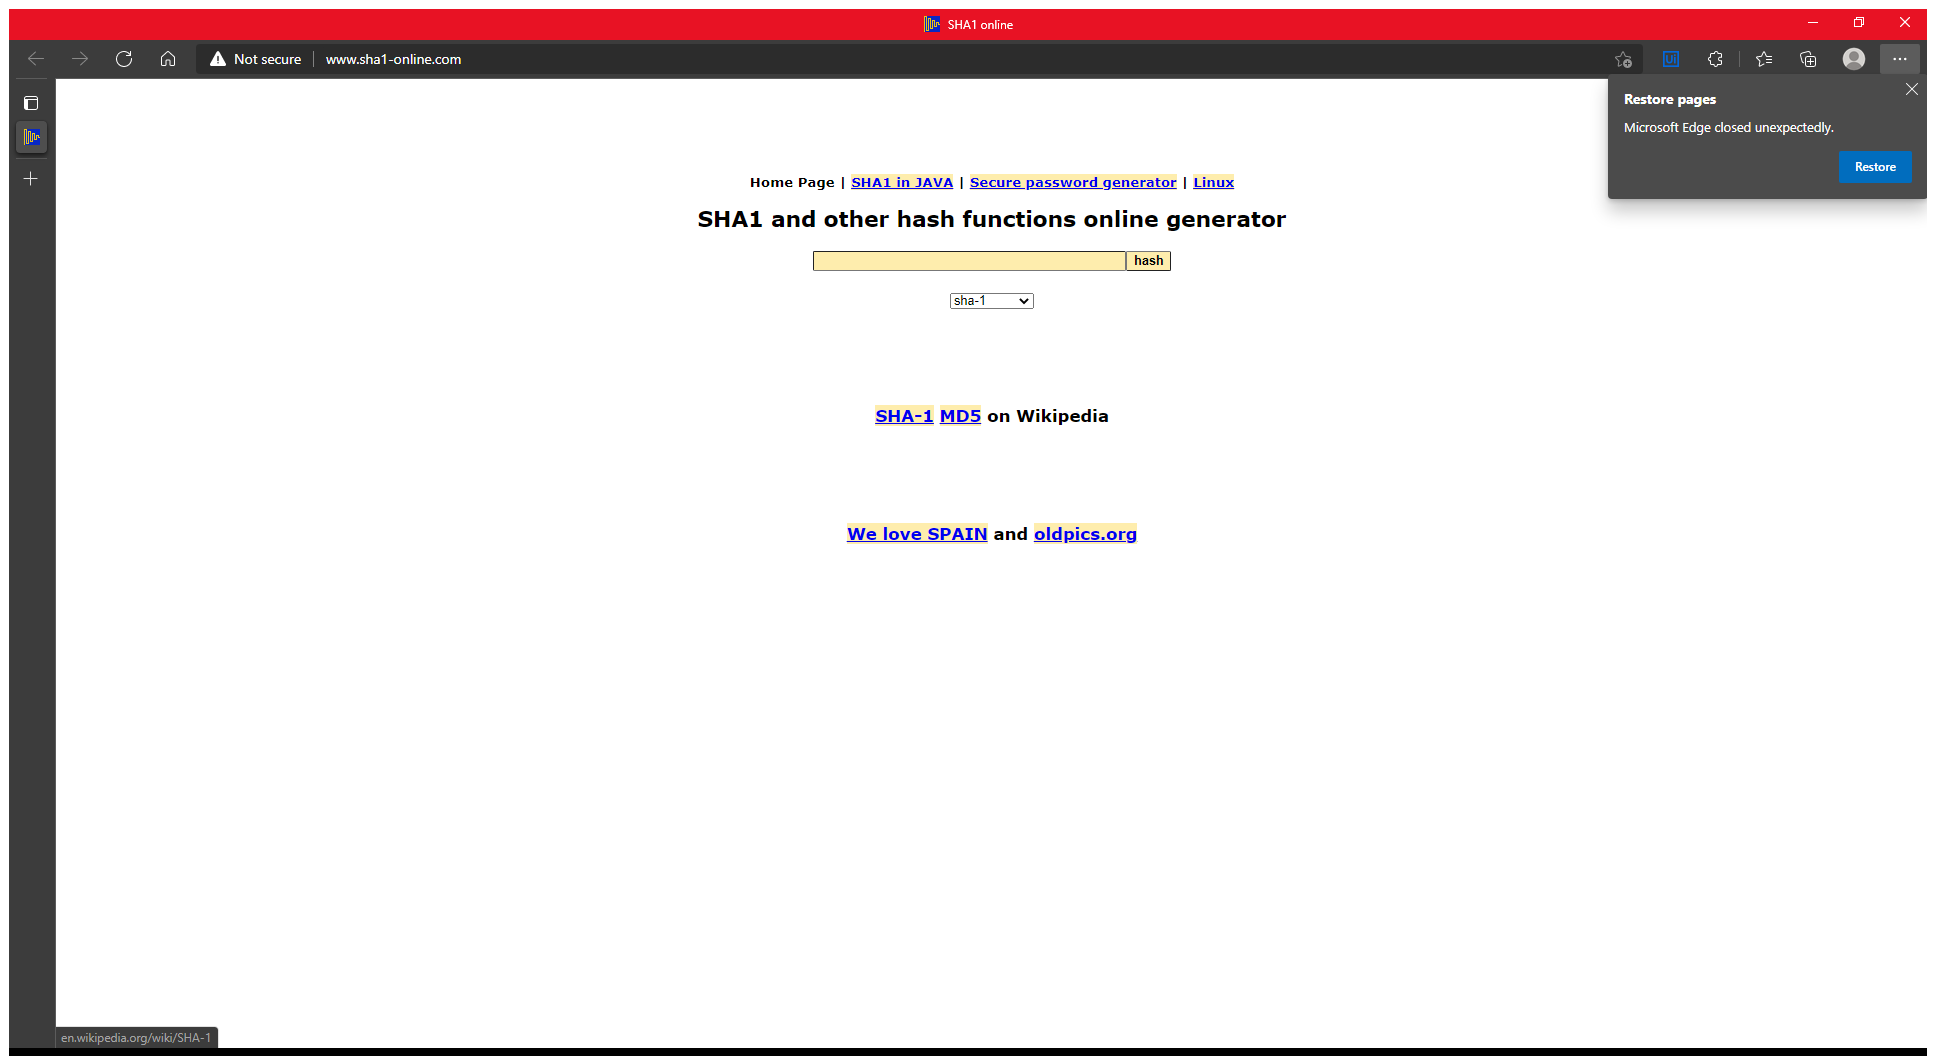 SHA1 online
Not secure www.sha1-online.com
Ui
Restore pages
Microsoft Edge closed unexpectedly.
Restore
Home Page | SHA1 in JAVA | Secure password generator | Linux
SHA1 and other hash functions online generator
hash
sha-1
SHA-1 MD5 on Wikipedia
We love SPAIN and oldpics.org
en.wikipedia.org/wiki/SHA-1